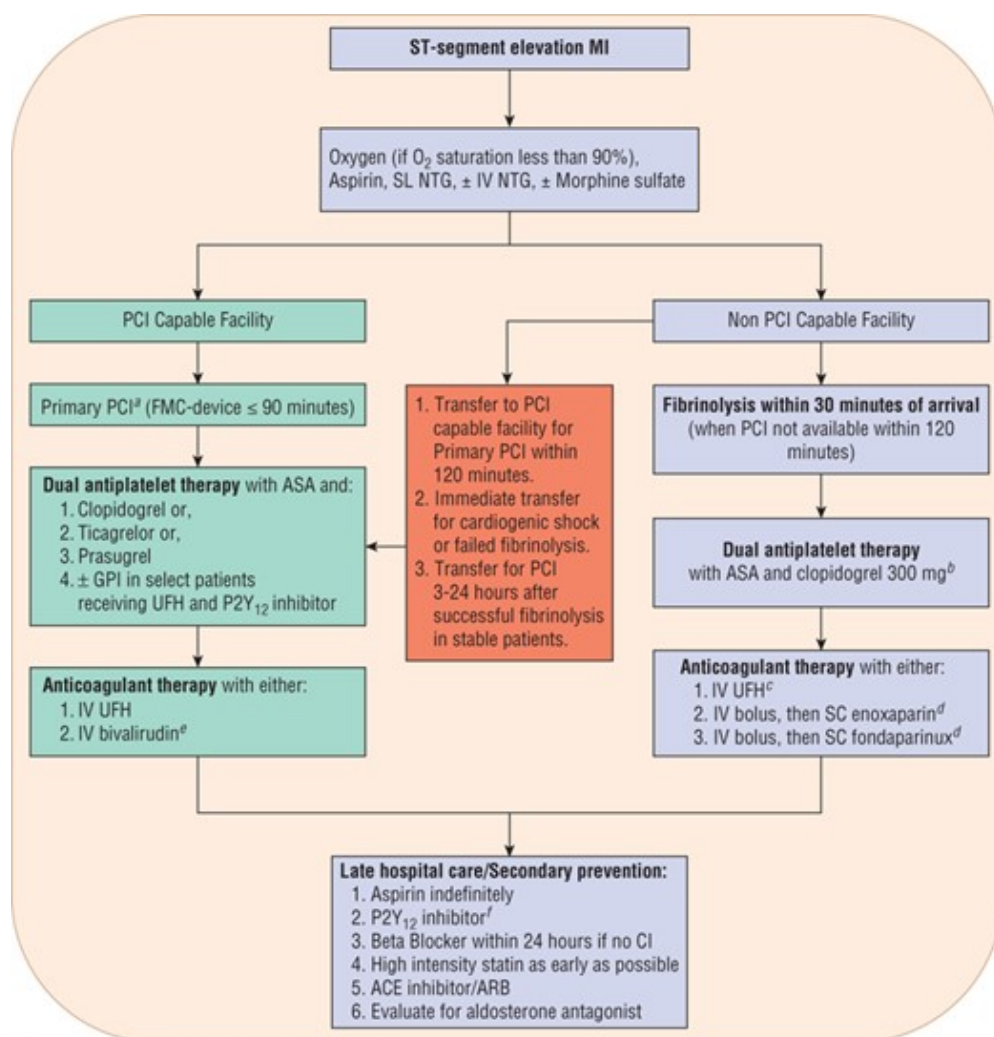 ST-segment elevation MI
Oxygen (if O₂ saturation less than 90%),
Aspirin, SL NTG, ± IV NTG, ± Morphine sulfate
PCI Capable Facility
Non PCI Capable Facility
Primary PCIᵃ (FMC-device ≤ 90 minutes)
Dual antiplatelet therapy with ASA and:
1. Clopidogrel or,
2. Ticagrelor or,
3. Prasugrel
4. ± GPI in select patients
receiving UFH and P2Y₁₂ inhibitor
Anticoagulant therapy with either:
1. IV UFH
2. IV bivalirudinᵉ
1. Transfer to PCI
capable facility for
Primary PCI within
120 minutes.
2. Immediate transfer
for cardiogenic shock
or failed fibrinolysis.
3. Transfer for PCI
3-24 hours after
successful fibrinolysis
in stable patients.
Fibrinolysis within 30 minutes of arrival
(when PCI not available within 120
minutes)
Dual antiplatelet therapy
with ASA and clopidogrel 300 mgᵇ
Anticoagulant therapy with either:
1. IV UFHᶜ
2. IV bolus, then SC enoxaparinᵈ
3. IV bolus, then SC fondaparinuxᵈ
Late hospital care/Secondary prevention:
1. Aspirin indefinitely
2. P2Y₁₂ inhibitorᶠ
3. Beta Blocker within 24 hours if no CI
4. High intensity statin as early as possible
5. ACE inhibitor/ARB
6. Evaluate for aldosterone antagonist